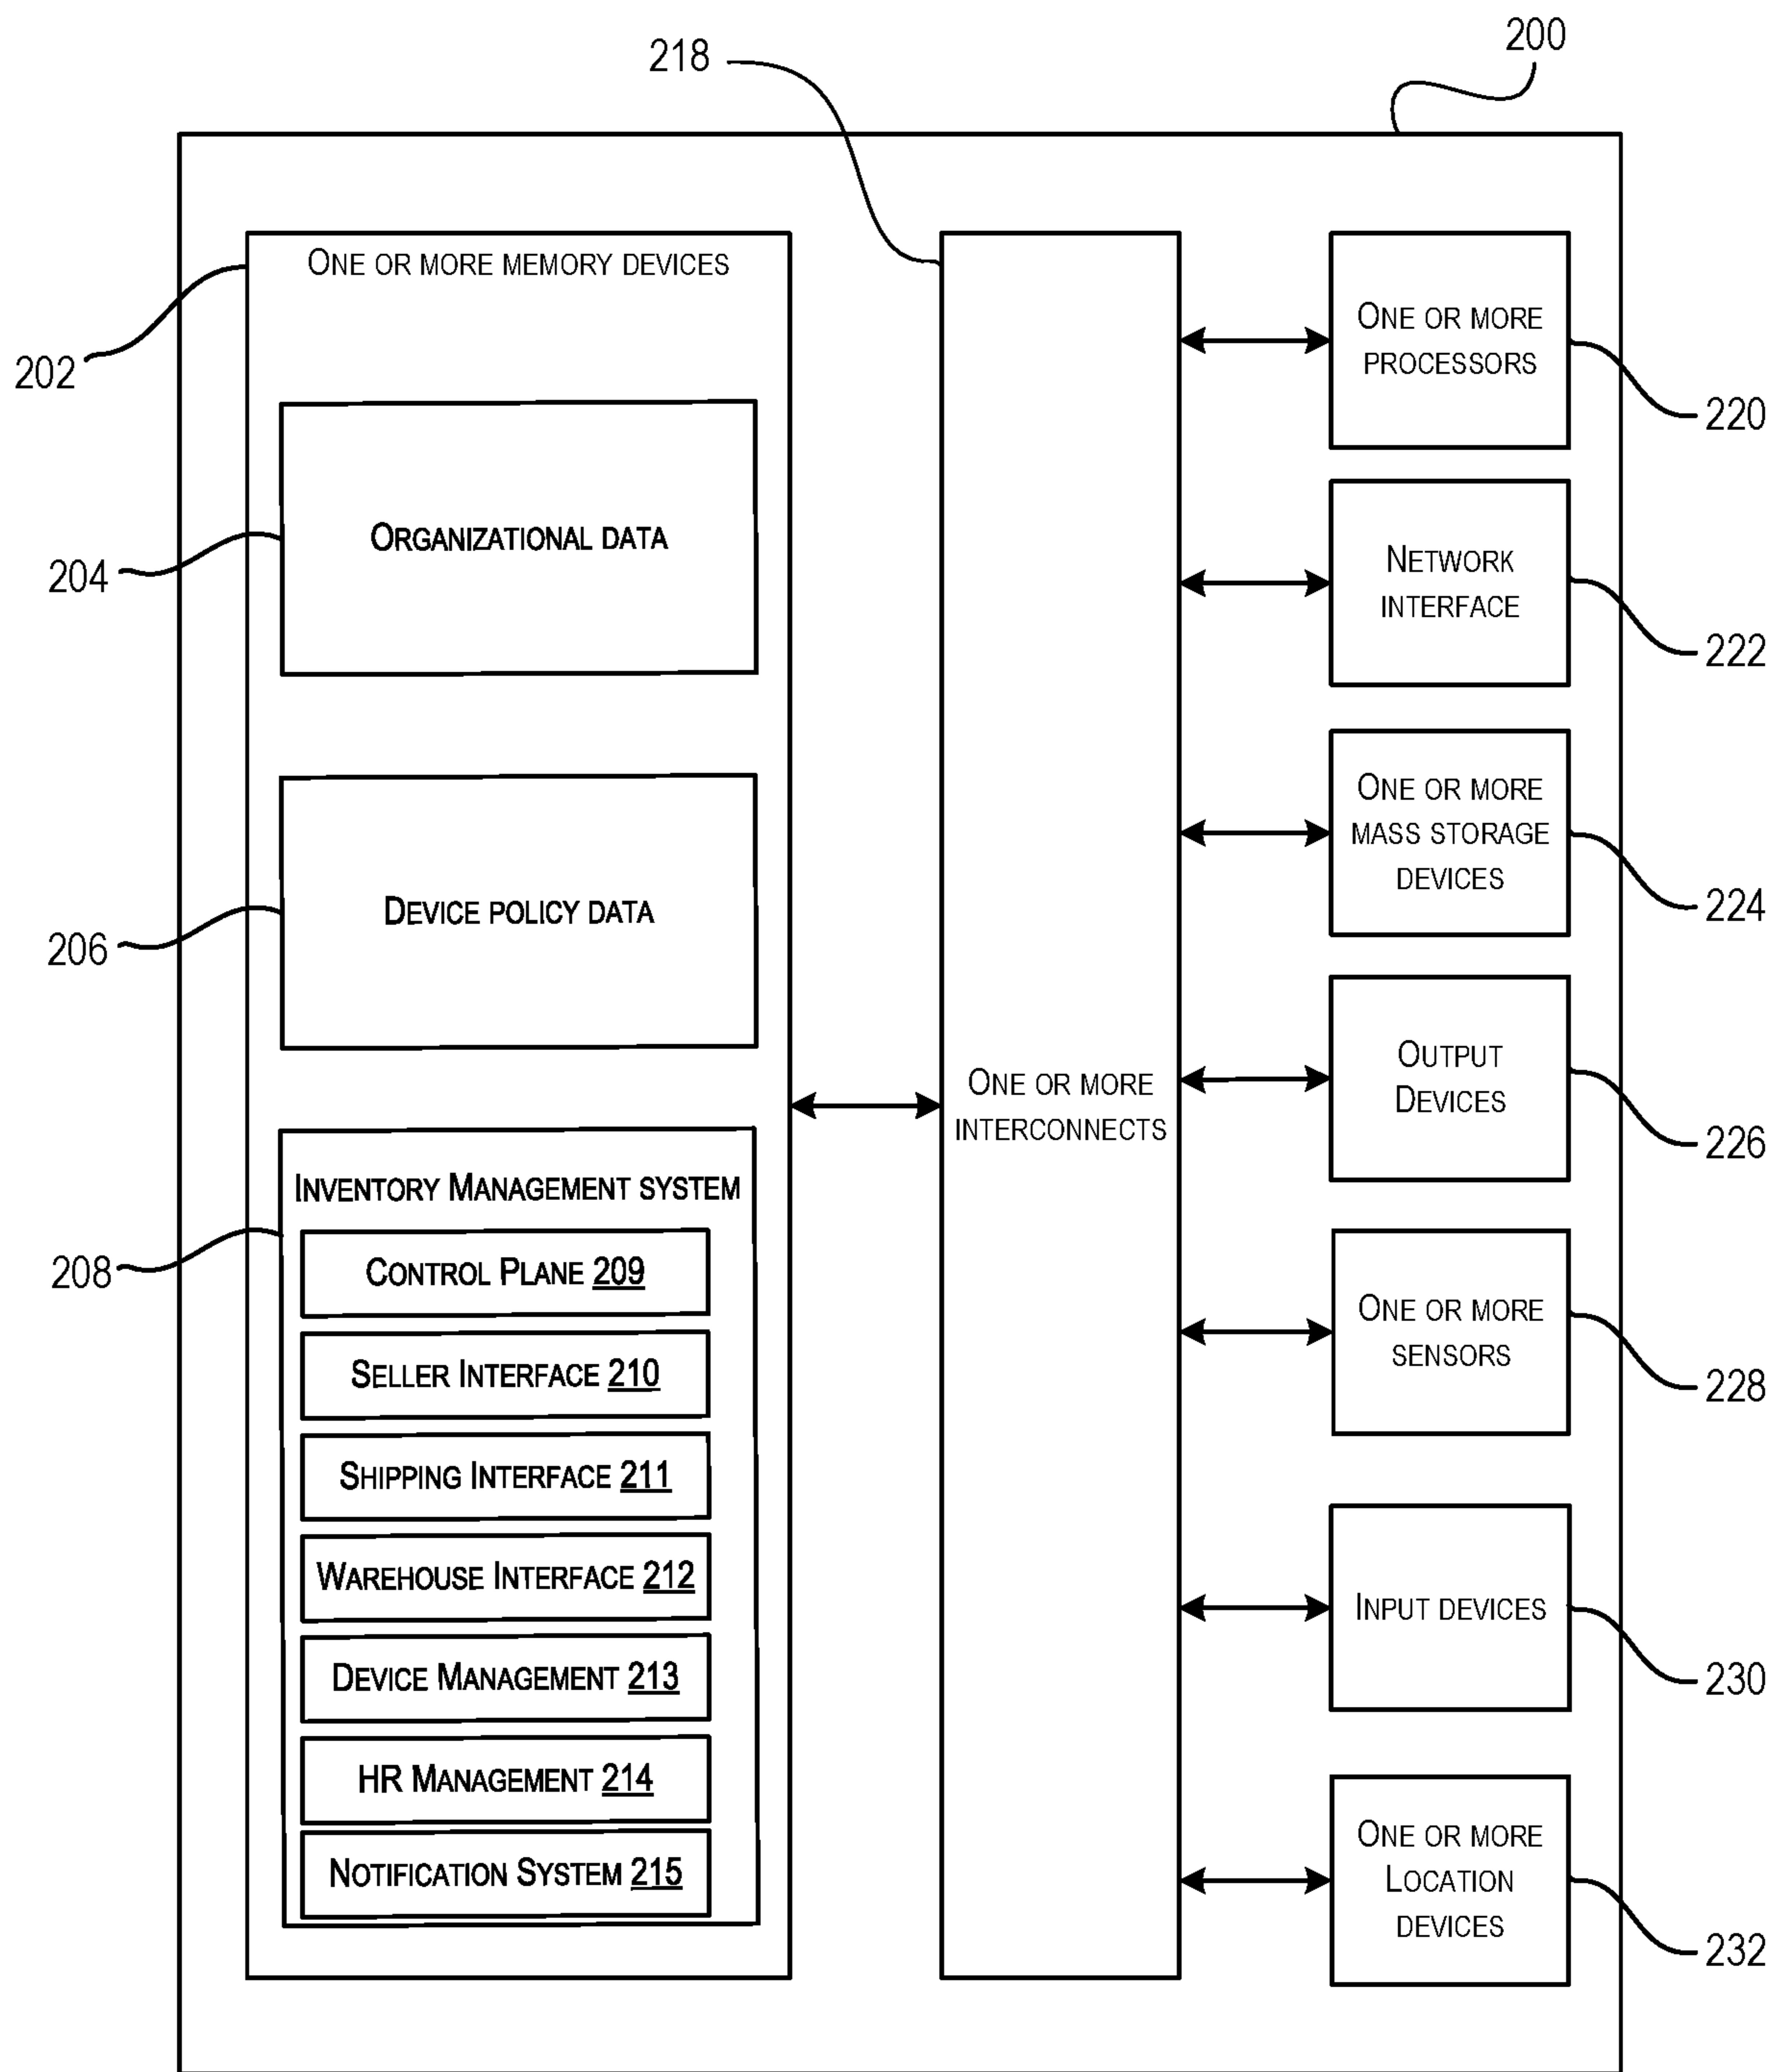 218
200
One or more memory devices
202
Organizational data
204
Device policy data
206
Inventory Management system
208
Control Plane 209
Seller Interface 210
Shipping Interface 211
Warehouse Interface 212
Device Management 213
HR Management 214
Notification System 215
One or more
interconnects
One or more
processors
220
Network
interface
222
One or more
mass storage
devices
224
Output
Devices
226
One or more
sensors
228
Input devices
230
One or more
Location
devices
232